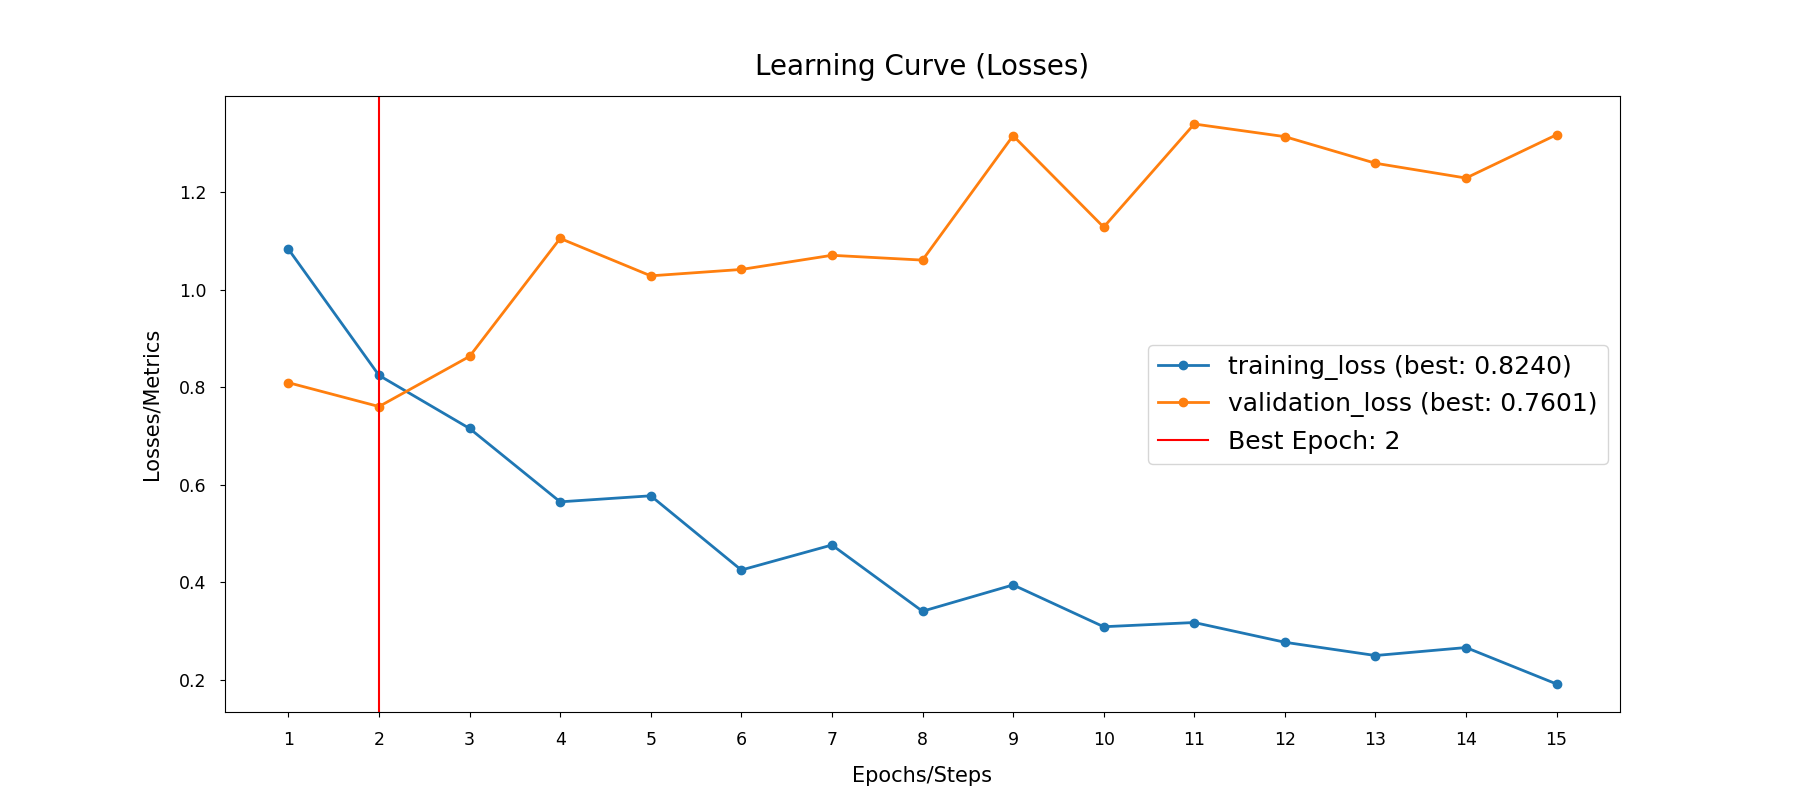 Learning Curve (Losses)
Losses/Metrics
1.2
1.0
0.8
0.6
0.4
0.2
training_loss (best: 0.8240)
validation_loss (best: 0.7601)
Best Epoch: 2
1 2 3 4 5 6 7 8 9 10 11 12 13 14 15
Epochs/Steps